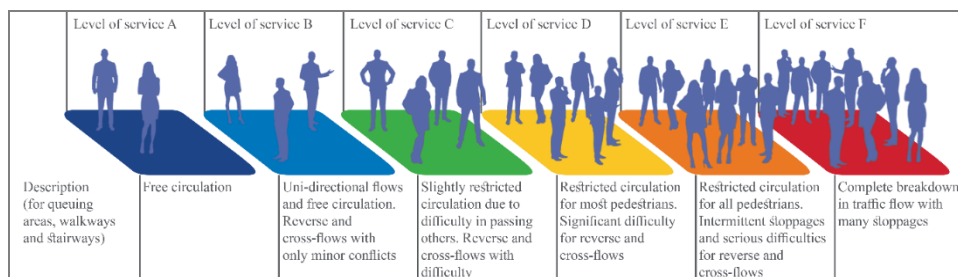 Level of service A
Level of service B
Level of service C
Level of service D
Level of service E
Level of service F
Description
(for queuing
areas, walkways
and stairways)
Free circulation
Uni-directional flows
and free circulation.
Reverse and
cross-flows with
only minor conflicts
Slightly restricted
circulation due to
difficulty in passing
others. Reverse and
cross-flows with
difficulty
Restricted circulation
for most pedestrians.
Significant difficulty
for reverse and
cross-flows
Restricted circulation
for all pedestrians.
Intermittent stoppages
and serious difficulties
for reverse and
cross-flows
Complete breakdown
in traffic flow with
many stoppages